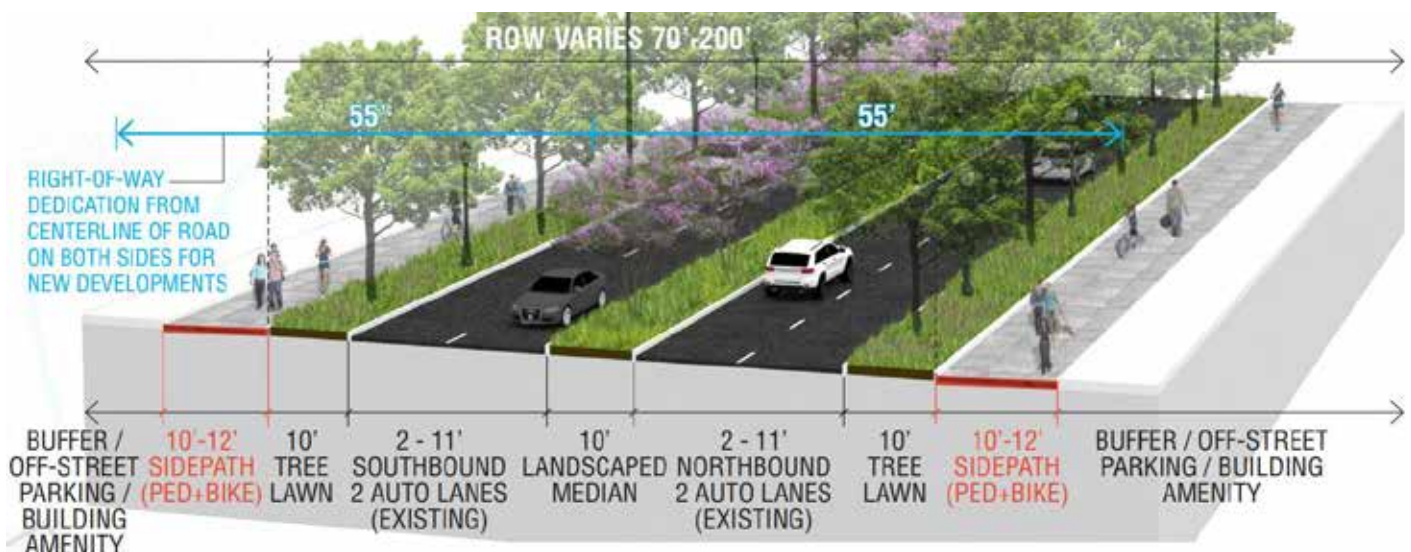 ROW VARIES 70'-200'
55'
55'
RIGHT-OF-WAY
DEDICATION FROM
CENTERLINE OF ROAD
ON BOTH SIDES FOR
NEW DEVELOPMENTS
BUFFER /
OFF-STREET
PARKING /
BUILDING
AMENITY
10'-12'
SIDEPATH
(PED+BIKE)
10'
TREE
LAWN
2 - 11'
SOUTHBOUND
2 AUTO LANES
(EXISTING)
10'
LANDSCAPED
MEDIAN
2 - 11'
NORTHBOUND
2 AUTO LANES
(EXISTING)
10'
TREE
LAWN
10'-12'
SIDEPATH
(PED+BIKE)
BUFFER / OFF-STREET
PARKING / BUILDING
AMENITY